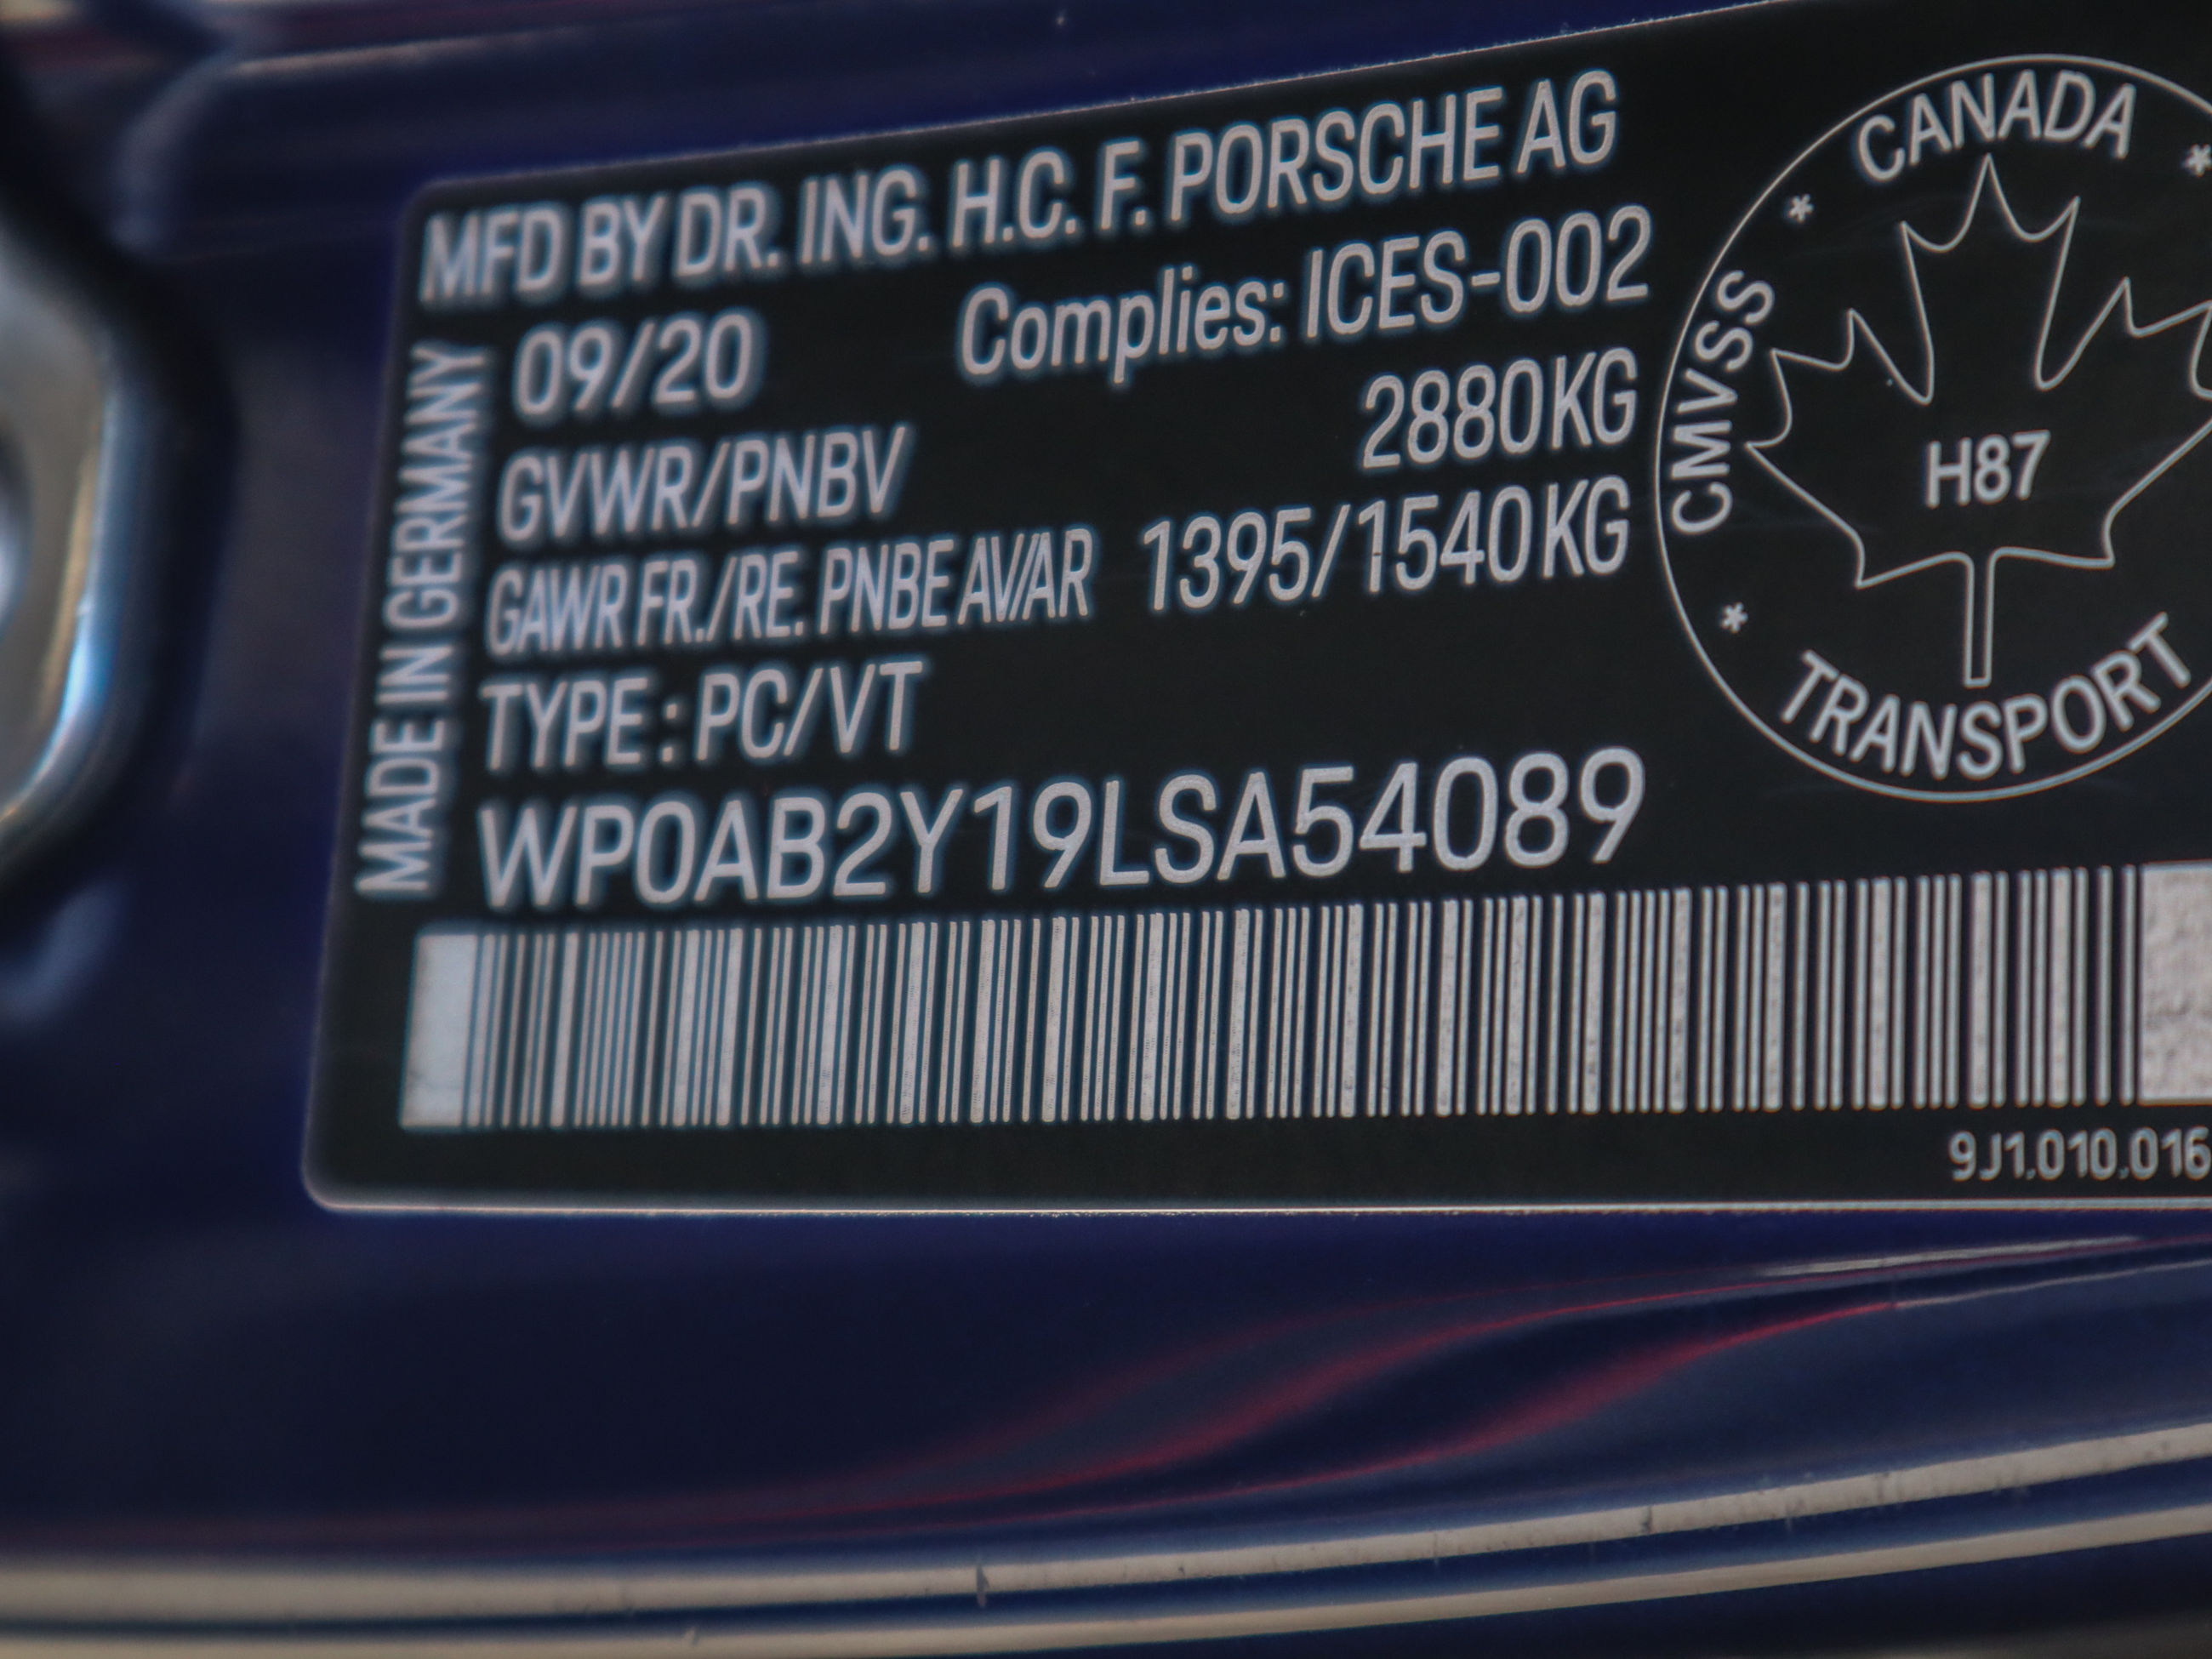 MFD BY DR. ING. H.C. F. PORSCHE AG
09/20 Complies: ICES-002
GVWR/PNBV 2880KG
GAWR FR./RE. PNBE AV/AR 1395/1540KG
TYPE : PC/VT
WP0AB2Y19LSA54089
MADE IN GERMANY
CANADA
CMVSS
H87
TRANSPORT
9J1.010.016